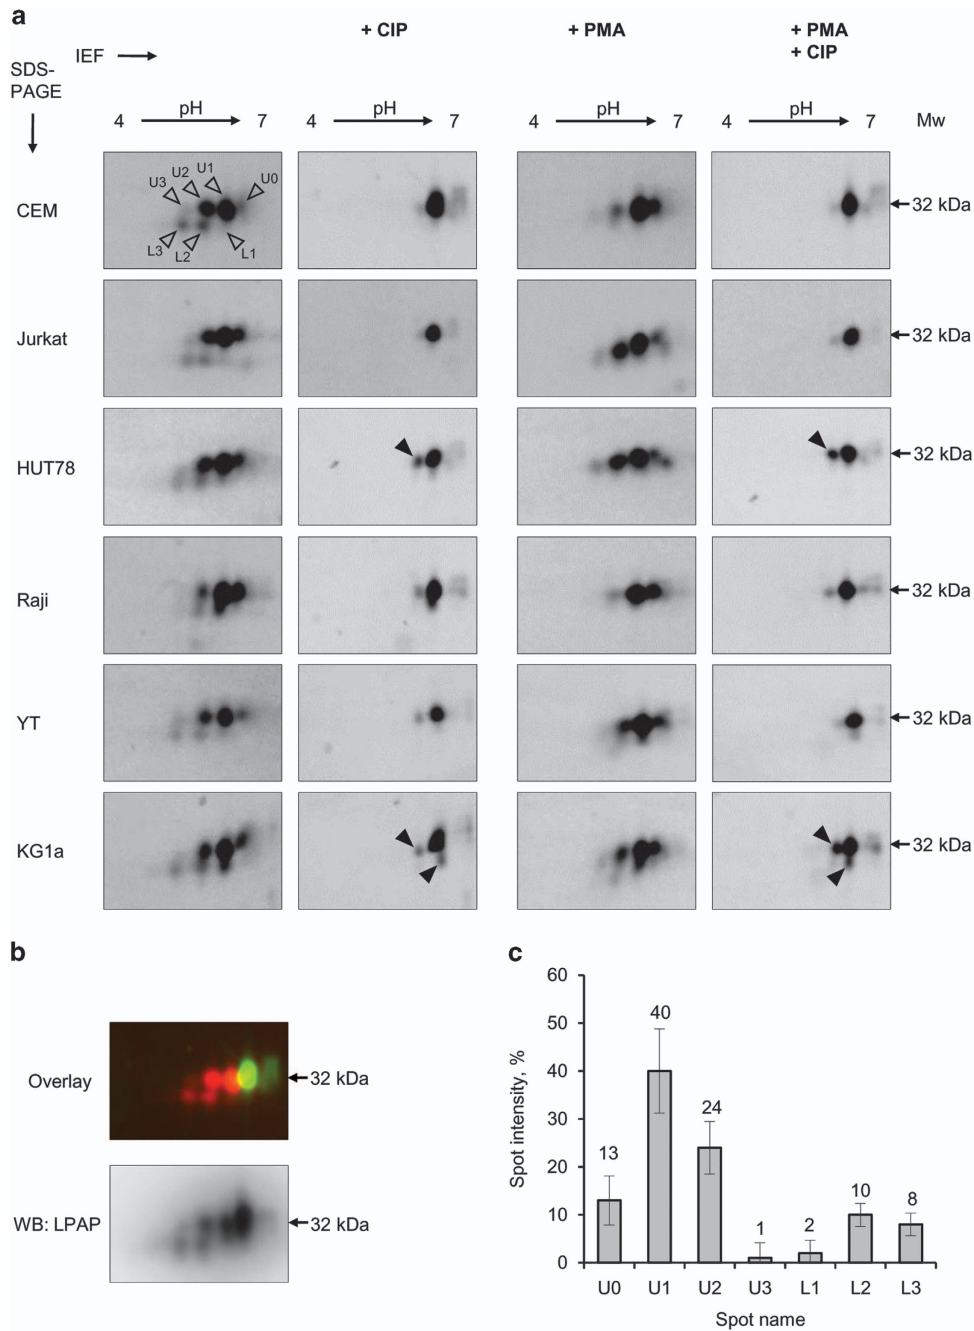 a
+ CIP
+ PMA
+ PMA
+ CIP
IEF
SDS-
PAGE
4 pH 7
4 pH 7
4 pH 7
4 pH 7
Mw
CEM
U3
U2
U1
U0
L3
L2
L1
32 kDa
Jurkat
32 kDa
HUT78
32 kDa
Raji
32 kDa
YT
32 kDa
KG1a
32 kDa
b
Overlay
32 kDa
WB: LPAP
32 kDa
c
Spot intensity, %
60
50
40
30
20
10
0
13
40
24
1
2
10
8
U0 U1 U2 U3 L1 L2 L3
Spot name